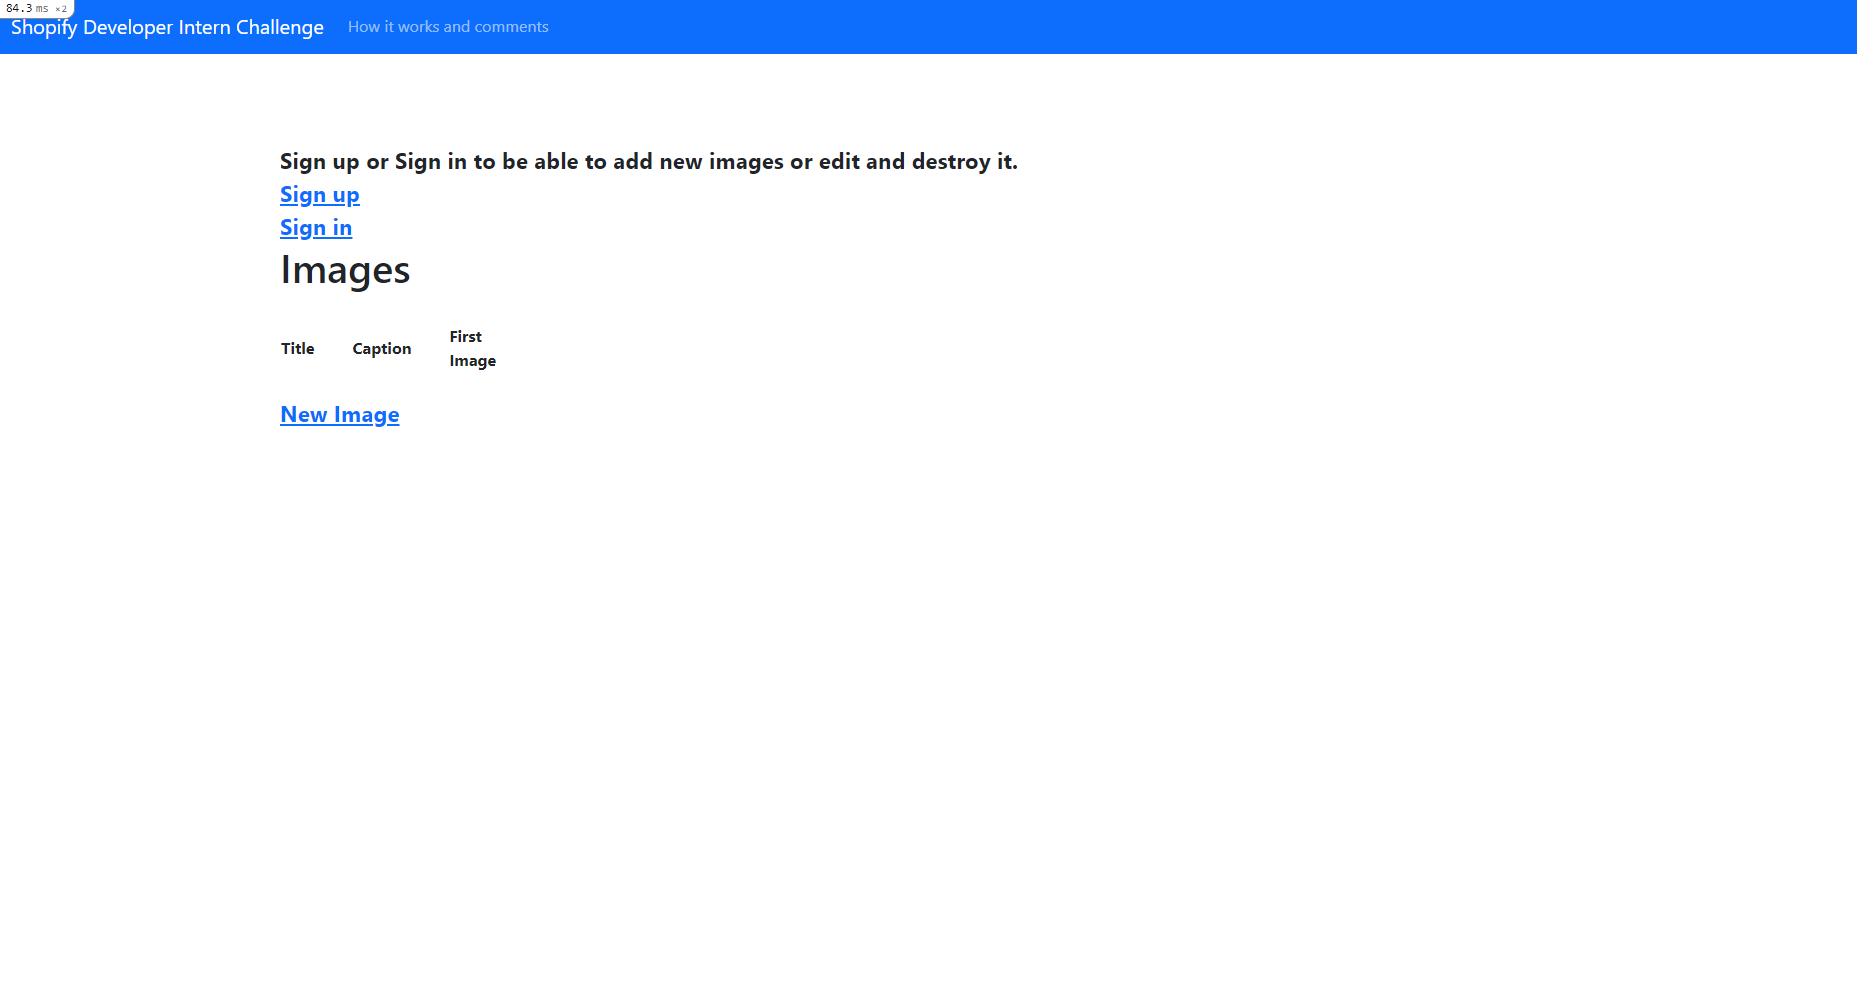 84.3 ms ×2
Shopify Developer Intern Challenge How it works and comments
Sign up or Sign in to be able to add new images or edit and destroy it.
Sign up
Sign in
Images
Title Caption First Image
New Image